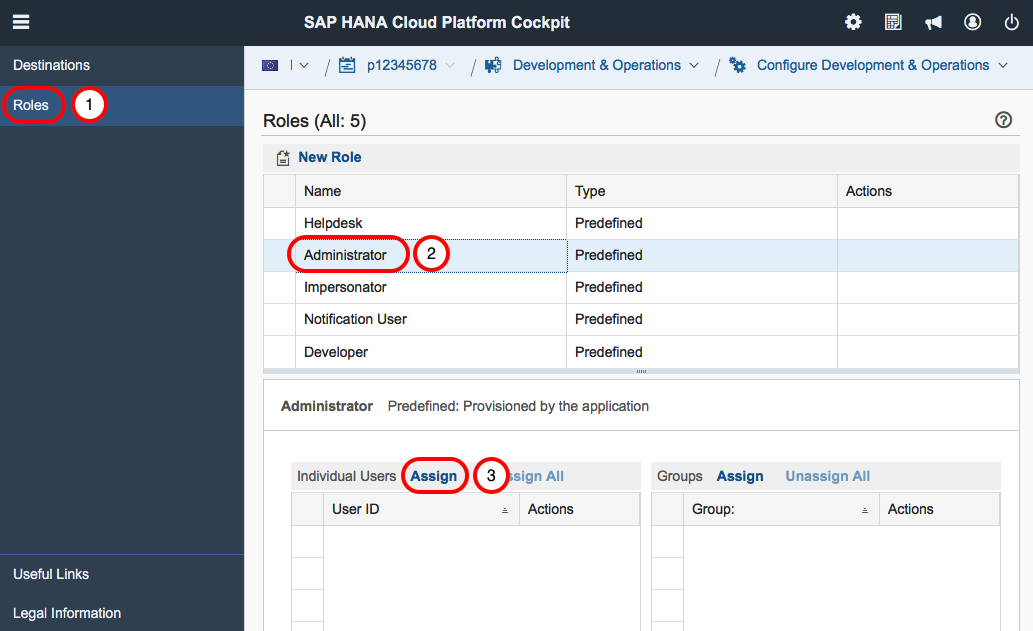 SAP HANA Cloud Platform Cockpit
Destinations
Roles 1
/ p12345678 / Development & Operations / Configure Development & Operations
Roles (All: 5)
New Role
Name Type Actions
Helpdesk Predefined
Administrator 2 Predefined
Impersonator Predefined
Notification User Predefined
Developer Predefined
Administrator Predefined: Provisioned by the application
Individual Users Assign 3 ssign All Groups Assign Unassign All
User ID Actions Group: Actions
Useful Links
Legal Information